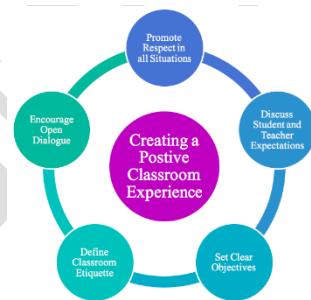 Promote
Respect in
all Situations
Discuss
Student and
Teacher
Expectations
Set Clear
Objectives
Define
Classroom
Etiquette
Encourage
Open
Dialogue
Creating a
Postive
Classroom
Experience